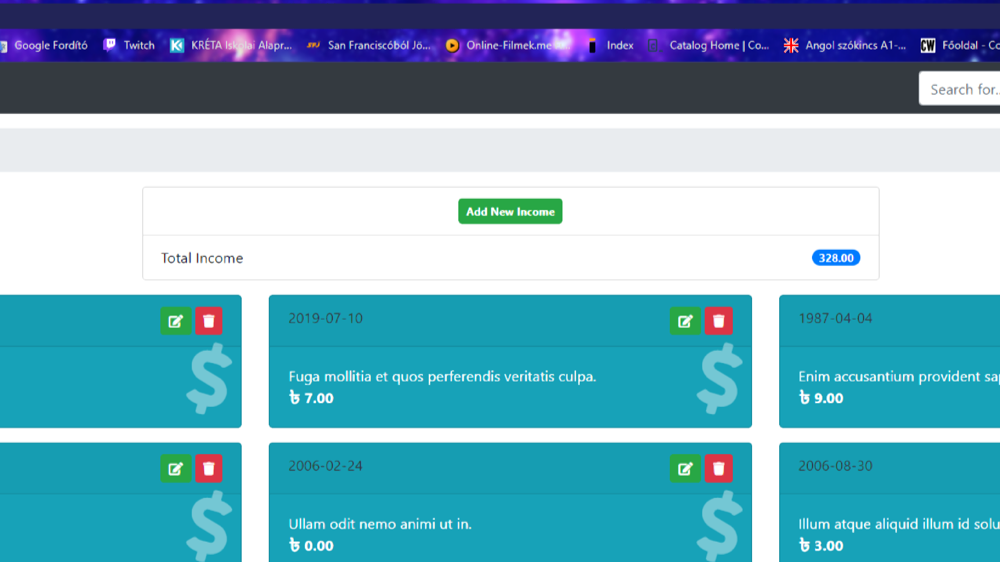 Google Fordító
Twitch
KRÉTA Iskolai Alapr...
San Franciscóból Jö...
Online-Filmek.me
Index
Catalog Home | Co...
Angol szókincs A1-...
CW
Főoldal - Co
Search for..
Add New Income
Total Income
328.00
2019-07-10
Fuga mollitia et quos perferendis veritatis culpa.
৳ 7.00
1987-04-04
Enim accusantium provident sap
৳ 9.00
2006-02-24
Ullam odit nemo animi ut in.
৳ 0.00
2006-08-30
Illum atque aliquid illum id solu
৳ 3.00